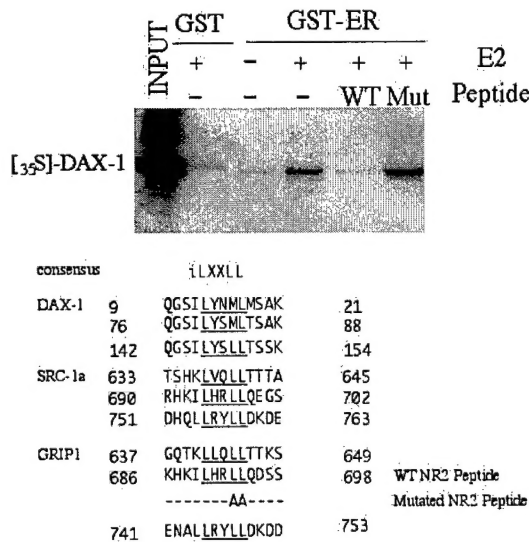 GST GST-ER
INPUT + - + + + E2
- - - WT Mut Peptide
[35S]-DAX-1
consensus iLXXLL
DAX-1 9 QGSILYNMLMSAK 21
76 QGSILYSMLTSAK 88
142 QGSILYSLLTSSK 154
SRC-1a 633 TSHKLVQLLTTTA 645
690 RHKILHRLLQEGS 702
751 DHQLLRYLLDKDE 763
GRIP1 637 GQTKLLQLLTTKS 649
686 KHKILHRLLQDSS 698 WT NR2 Peptide
-------AA---- Mutated NR2 Peptide
741 ENALLRYLLDKDD 753